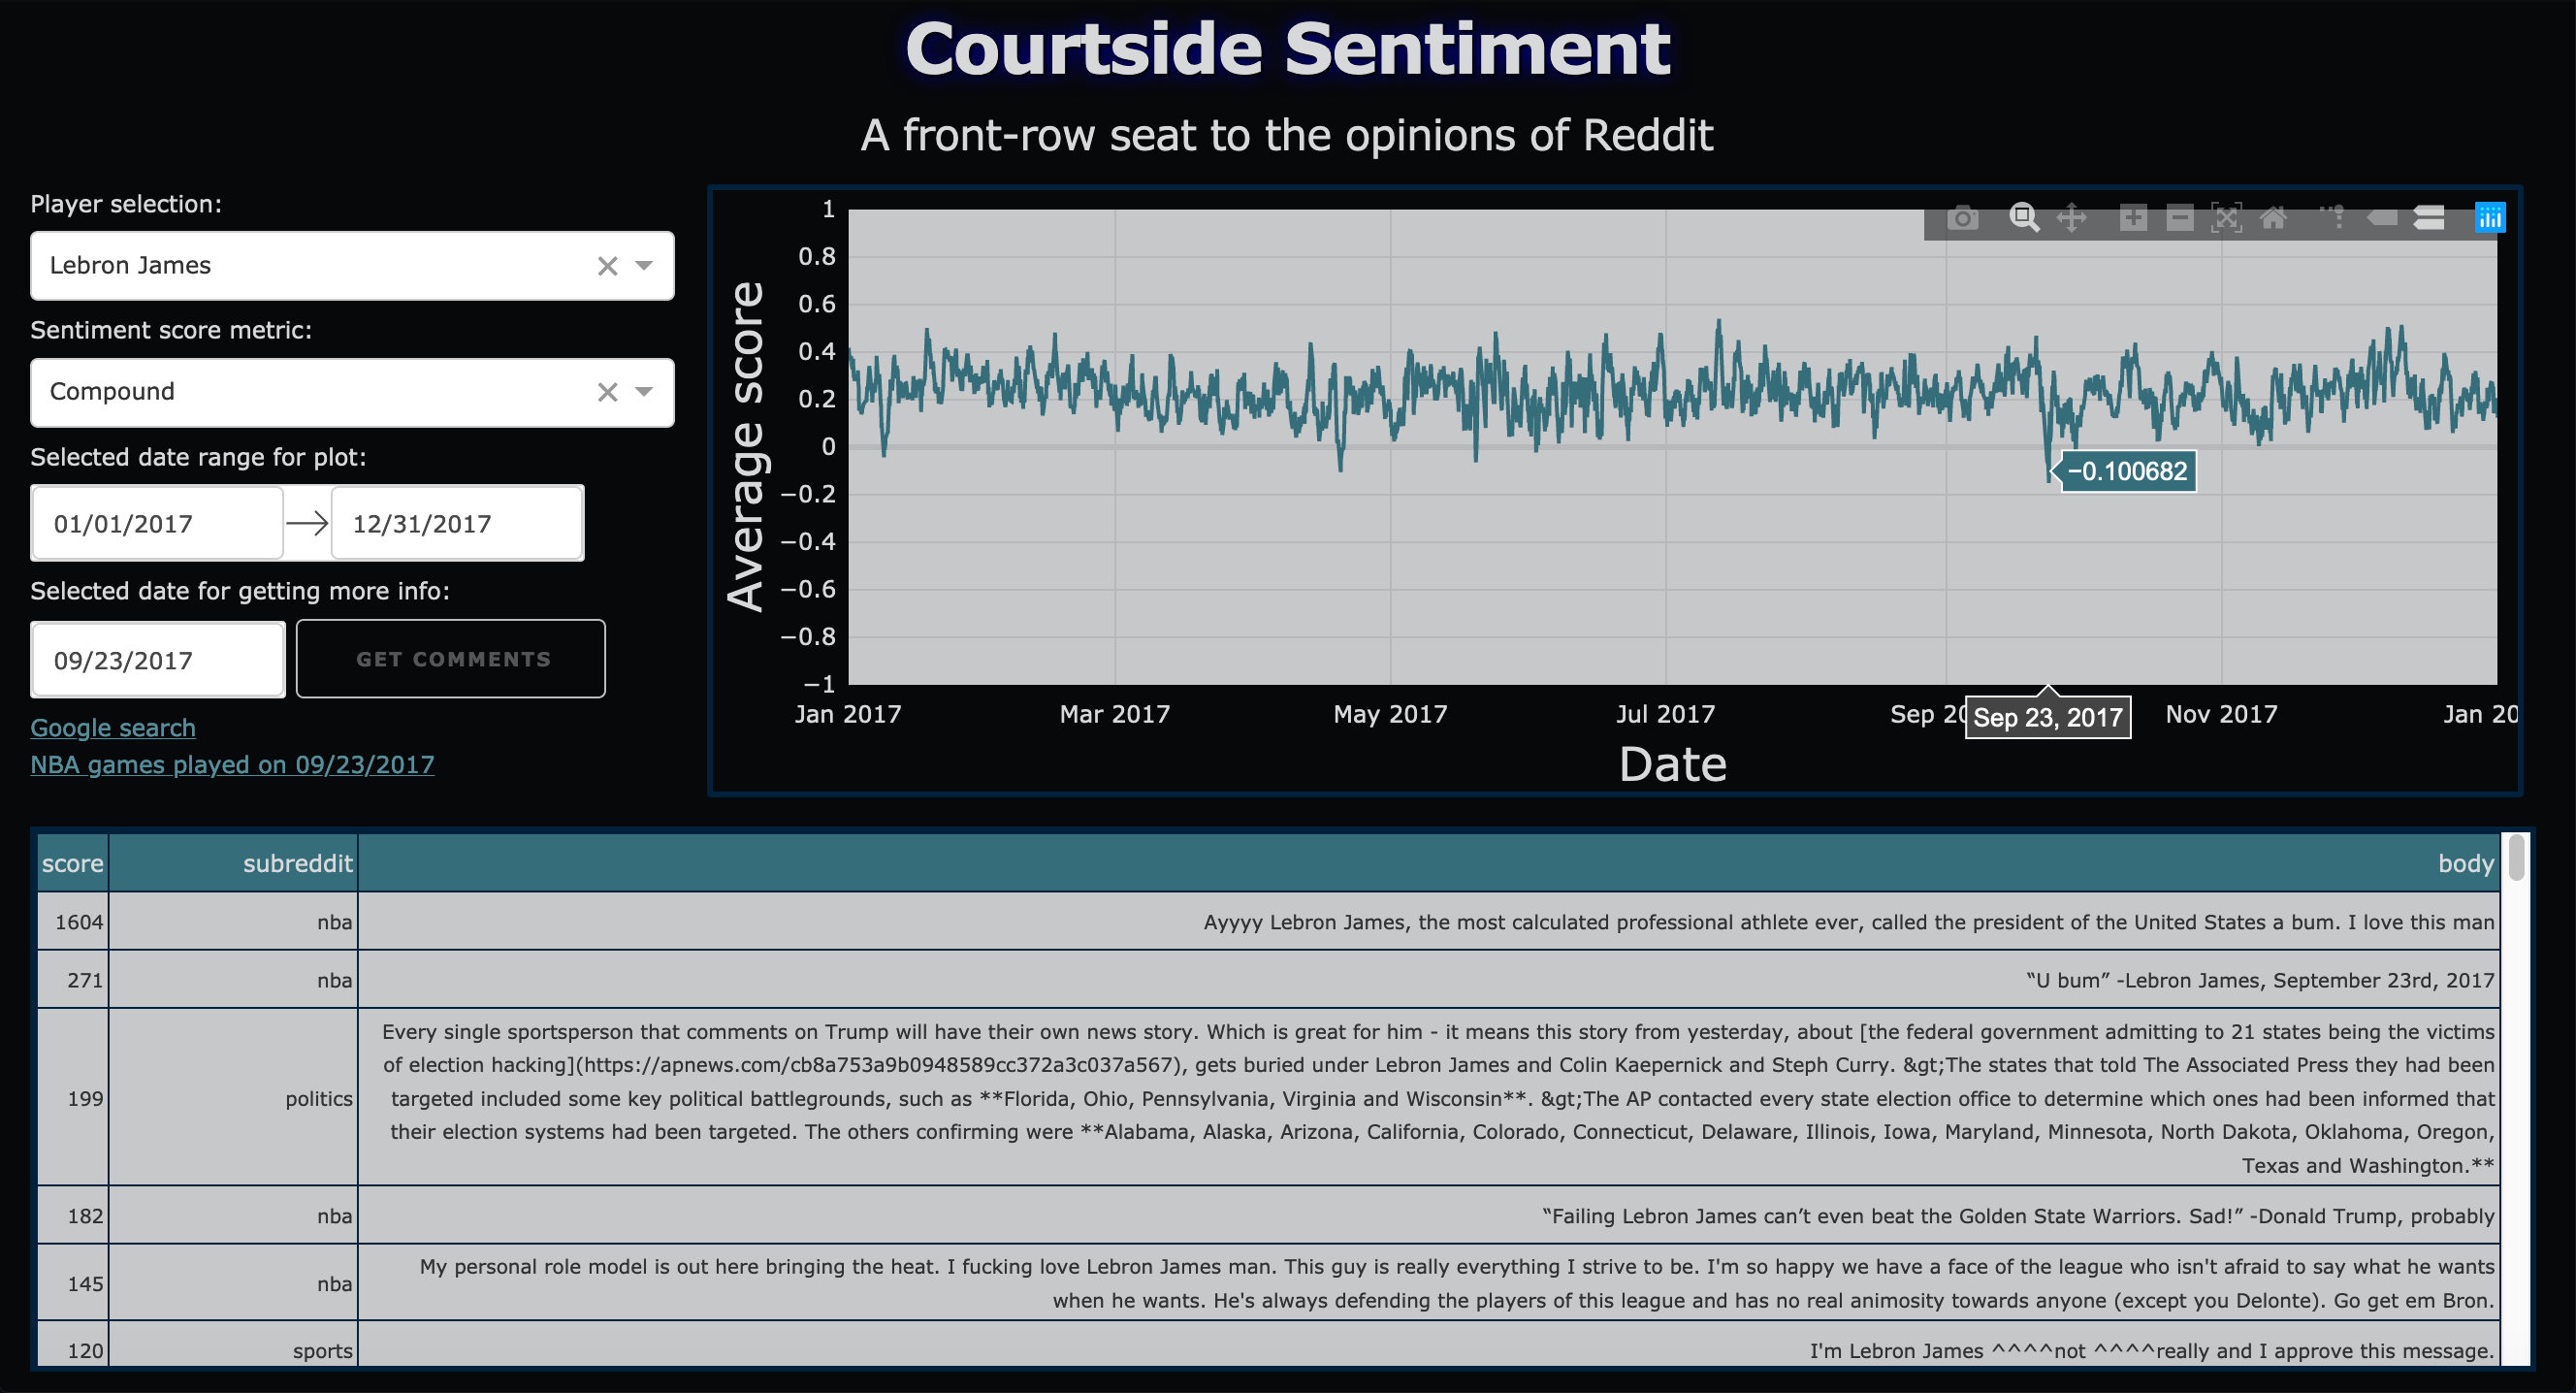 Courtside Sentiment
A front-row seat to the opinions of Reddit
Player selection:
Lebron James
Sentiment score metric:
Compound
Selected date range for plot:
01/01/2017
12/31/2017
Selected date for getting more info:
09/23/2017
GET COMMENTS
Google search
NBA games played on 09/23/2017
Average score
1
0.8
0.6
0.4
0.2
0
−0.2
−0.4
−0.6
−0.8
−1
−0.100682
Jan 2017
Mar 2017
May 2017
Jul 2017
Sep 20
Sep 23, 2017
Nov 2017
Jan 20
Date
score subreddit body
1604 nba Ayyyy Lebron James, the most calculated professional athlete ever, called the president of the United States a bum. I love this man
271 nba “U bum” -Lebron James, September 23rd, 2017
199 politics Every single sportsperson that comments on Trump will have their own news story. Which is great for him - it means this story from yesterday, about [the federal government admitting to 21 states being the victims
of election hacking](https://apnews.com/cb8a753a9b0948589cc372a3c037a567), gets buried under Lebron James and Colin Kaepernick and Steph Curry. &gt;The states that told The Associated Press they had been
targeted included some key political battlegrounds, such as **Florida, Ohio, Pennsylvania, Virginia and Wisconsin**. &gt;The AP contacted every state election office to determine which ones had been informed that
their election systems had been targeted. The others confirming were **Alabama, Alaska, Arizona, California, Colorado, Connecticut, Delaware, Illinois, Iowa, Maryland, Minnesota, North Dakota, Oklahoma, Oregon,
Texas and Washington.**
182 nba “Failing Lebron James can’t even beat the Golden State Warriors. Sad!” -Donald Trump, probably
145 nba My personal role model is out here bringing the heat. I fucking love Lebron James man. This guy is really everything I strive to be. I'm so happy we have a face of the league who isn't afraid to say what he wants
when he wants. He's always defending the players of this league and has no real animosity towards anyone (except you Delonte). Go get em Bron.
120 sports I'm Lebron James ^^^^not ^^^^really and I approve this message.